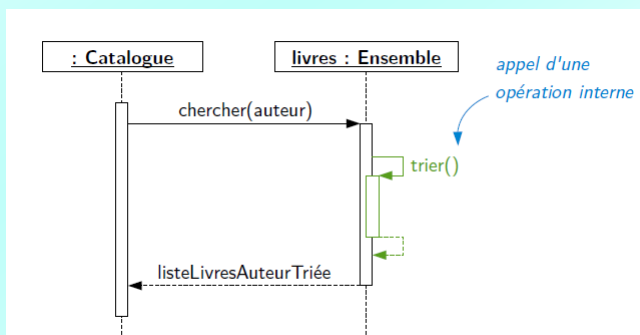 : Catalogue
livres : Ensemble
appel d'une
opération interne
chercher(auteur)
trier()
listeLivresAuteurTriée